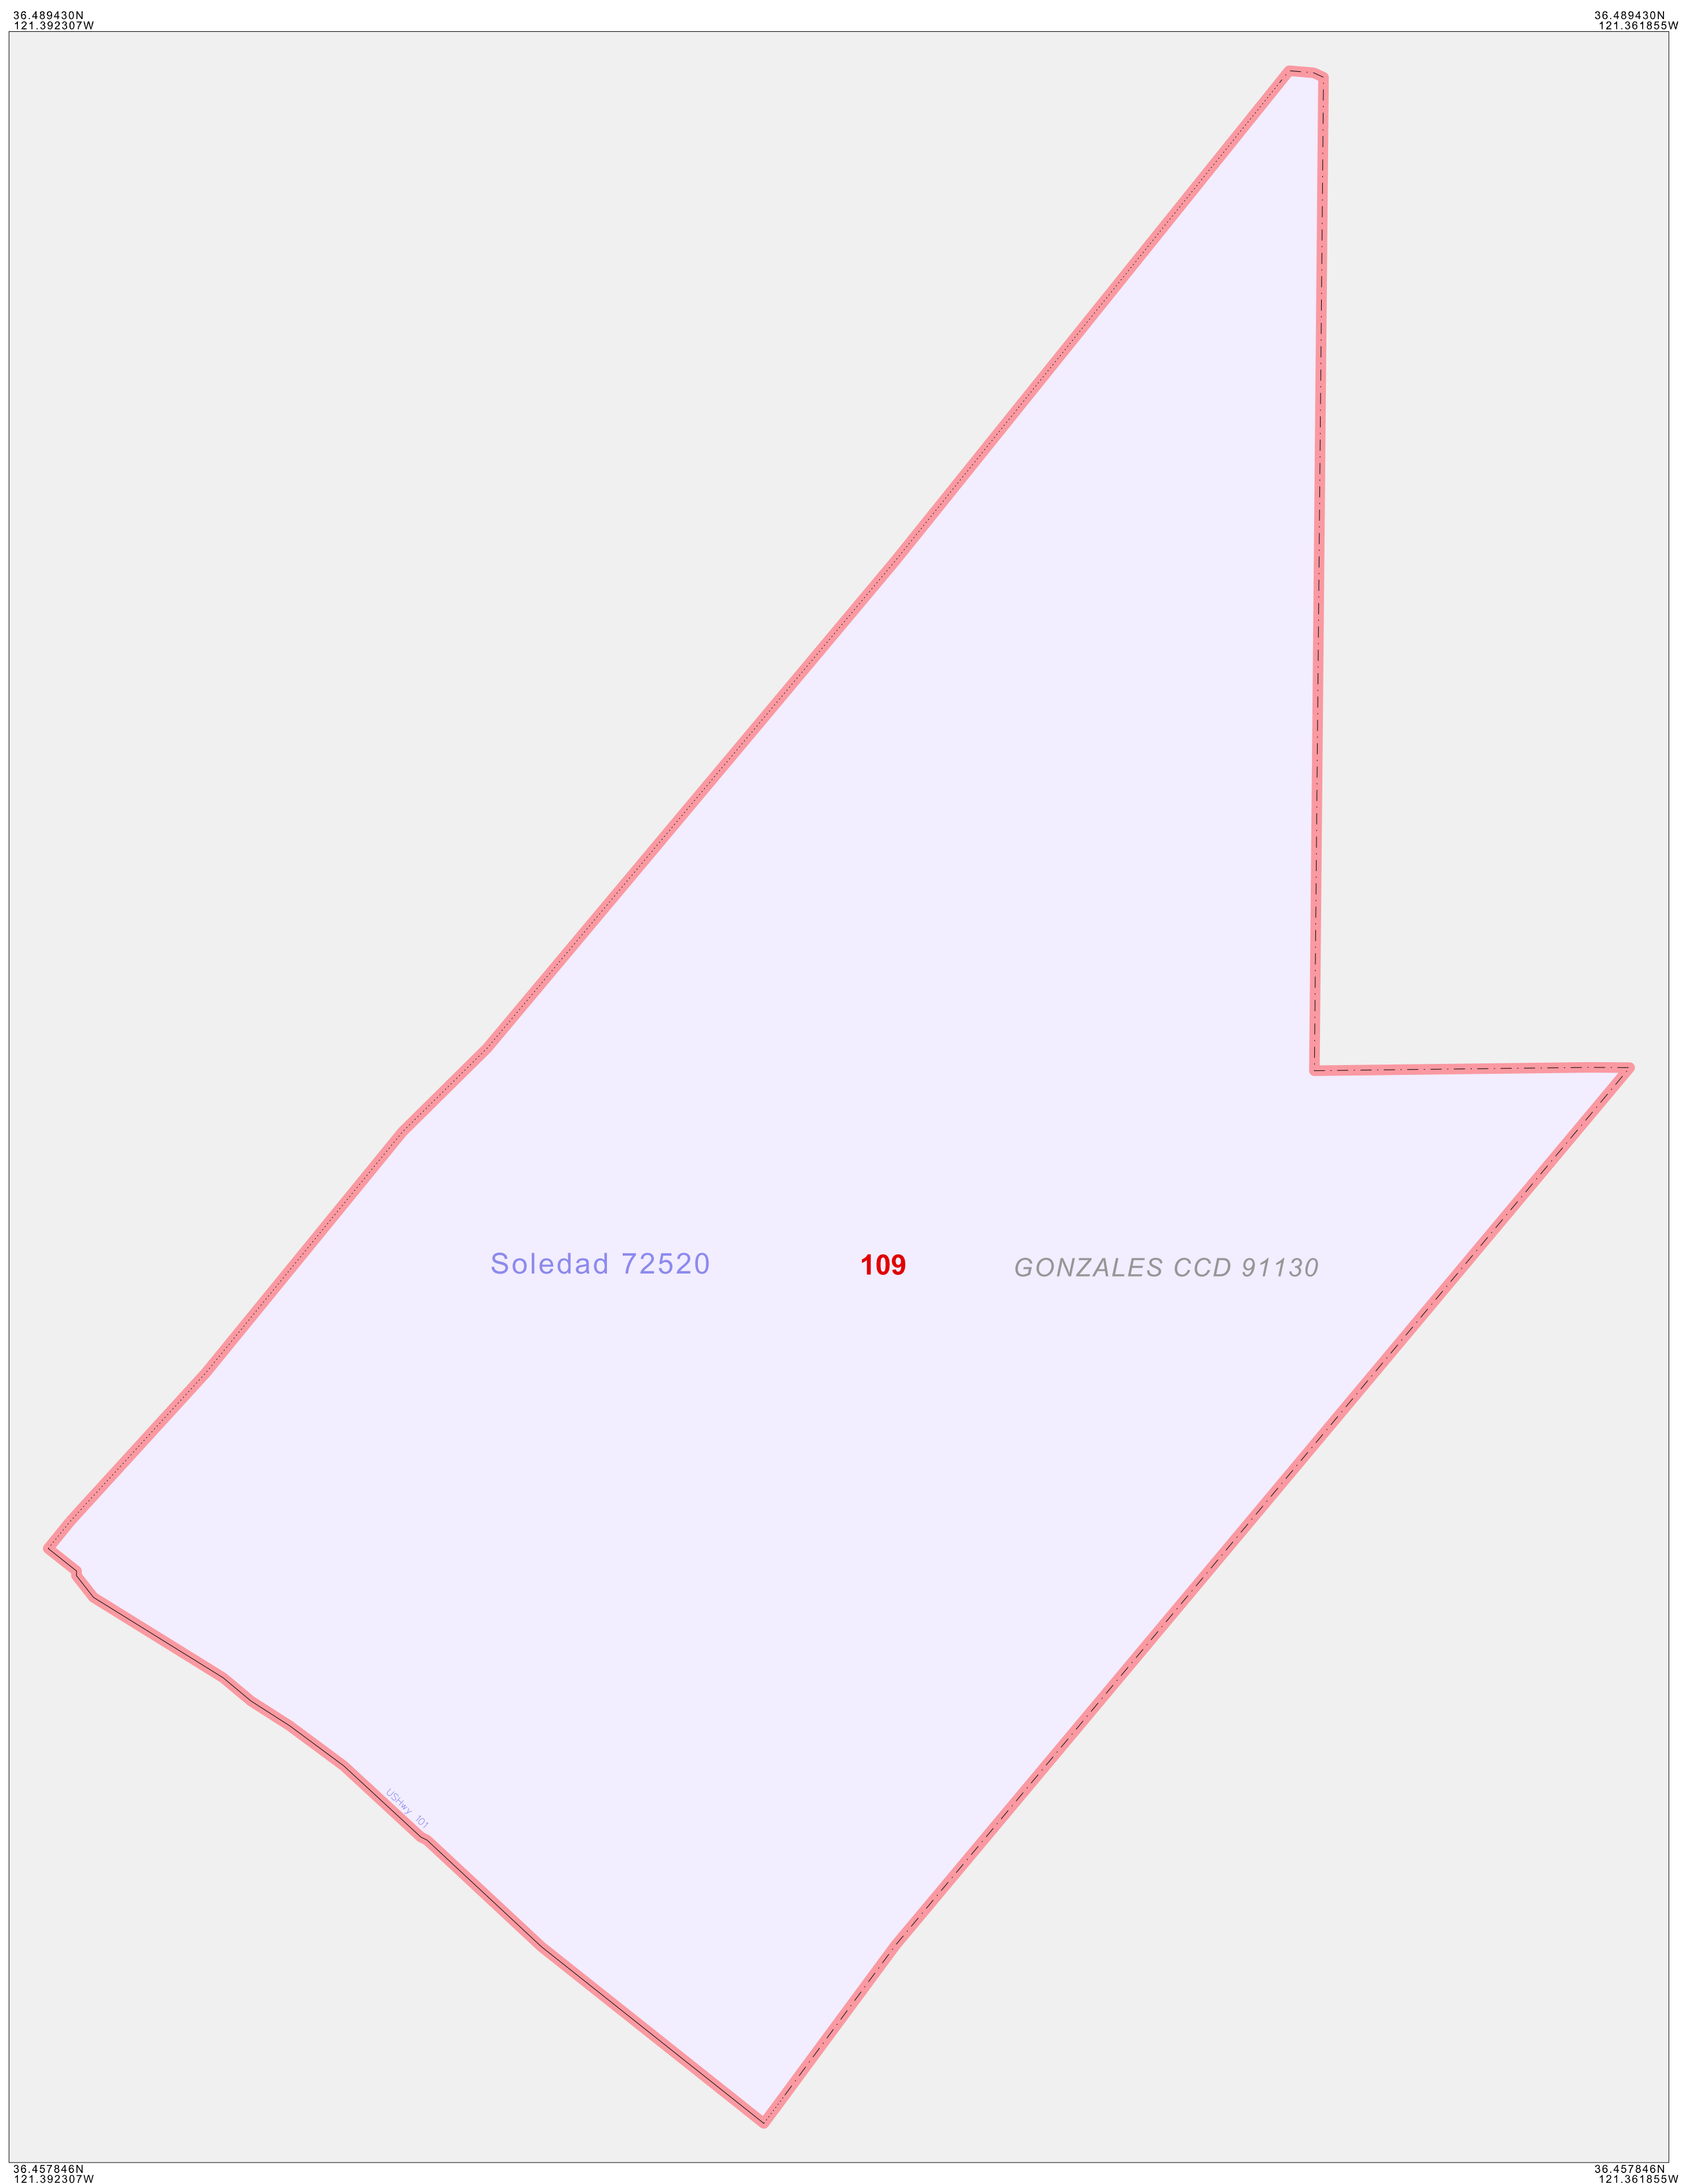 36.489430N
121.392307W
36.489430N
121.361855W
Soledad 72520
109
GONZALES CCD 91130
USHwy 101
36.457846N
121.392307W
36.457846N
121.361855W